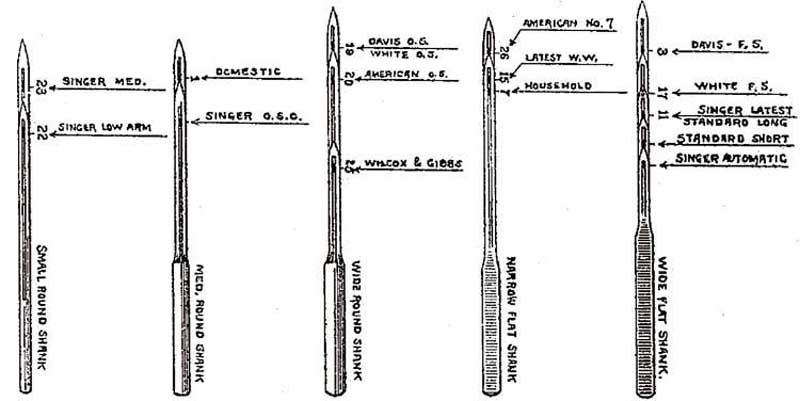 23
SINGER MED.
22
SINGER LOW ARM
SMALL ROUND SHANK
DOMESTIC
SINGER O.S.O.
MED. ROUND SHANK
19
DAVIS O.S.
WHITE O.S.
20
AMERICAN O.S.
25
WILCOX & GIBBS
WIDE ROUND SHANK
26
AMERICAN NO. 7
15
LATEST W.W.
7
HOUSEHOLD
NARROW FLAT SHANK
3
DAVIS - F.S.
17
WHITE F.S.
11
SINGER LATEST
STANDARD LONG
STANDARD SHORT
SINGER AUTOMATIC
WIDE FLAT SHANK.